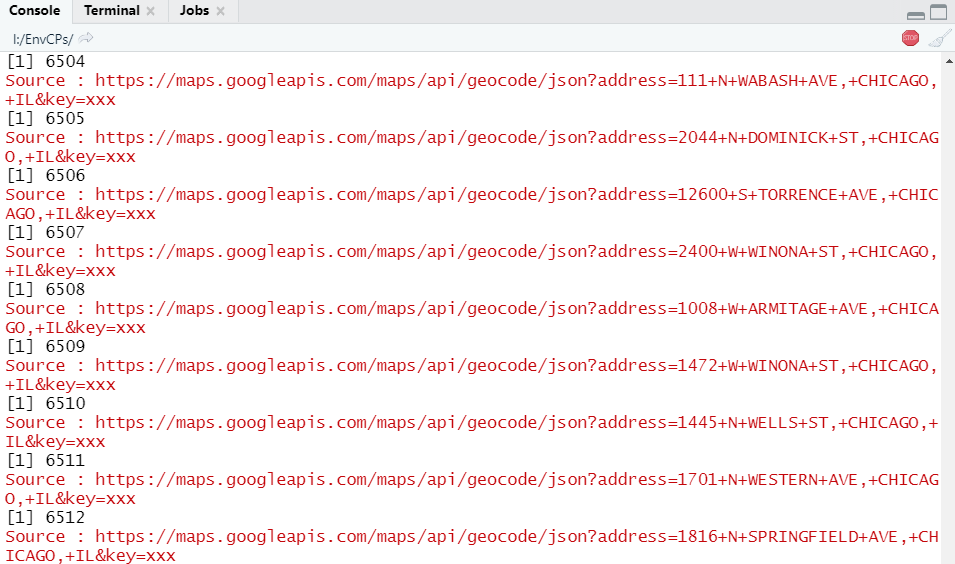 Console Terminal Jobs
I:/EnvCPs/
STOP
[1] 6504
Source : https://maps.googleapis.com/maps/api/geocode/json?address=111+N+WABASH+AVE,+CHICAGO,
+IL&key=xxx
[1] 6505
Source : https://maps.googleapis.com/maps/api/geocode/json?address=2044+N+DOMINICK+ST,+CHICAG
O,+IL&key=xxx
[1] 6506
Source : https://maps.googleapis.com/maps/api/geocode/json?address=12600+S+TORRENCE+AVE,+CHIC
AGO,+IL&key=xxx
[1] 6507
Source : https://maps.googleapis.com/maps/api/geocode/json?address=2400+W+WINONA+ST,+CHICAGO,
+IL&key=xxx
[1] 6508
Source : https://maps.googleapis.com/maps/api/geocode/json?address=1008+W+ARMITAGE+AVE,+CHICA
GO,+IL&key=xxx
[1] 6509
Source : https://maps.googleapis.com/maps/api/geocode/json?address=1472+W+WINONA+ST,+CHICAGO,
+IL&key=xxx
[1] 6510
Source : https://maps.googleapis.com/maps/api/geocode/json?address=1445+N+WELLS+ST,+CHICAGO,+
IL&key=xxx
[1] 6511
Source : https://maps.googleapis.com/maps/api/geocode/json?address=1701+N+WESTERN+AVE,+CHICAG
O,+IL&key=xxx
[1] 6512
Source : https://maps.googleapis.com/maps/api/geocode/json?address=1816+N+SPRINGFIELD+AVE,+CH
ICAGO,+IL&key=xxx